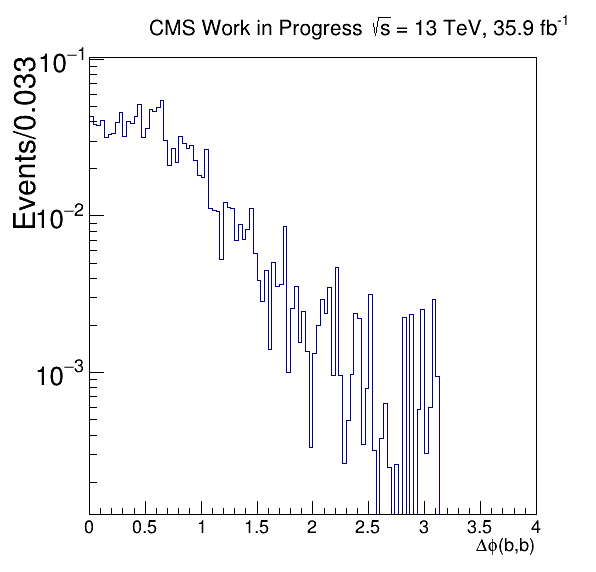 CMS Work in Progress √s = 13 TeV, 35.9 fb⁻¹
Events/0.033
10⁻¹
10⁻²
10⁻³
0 0.5 1 1.5 2 2.5 3 3.5 4
Δϕ(b,b)